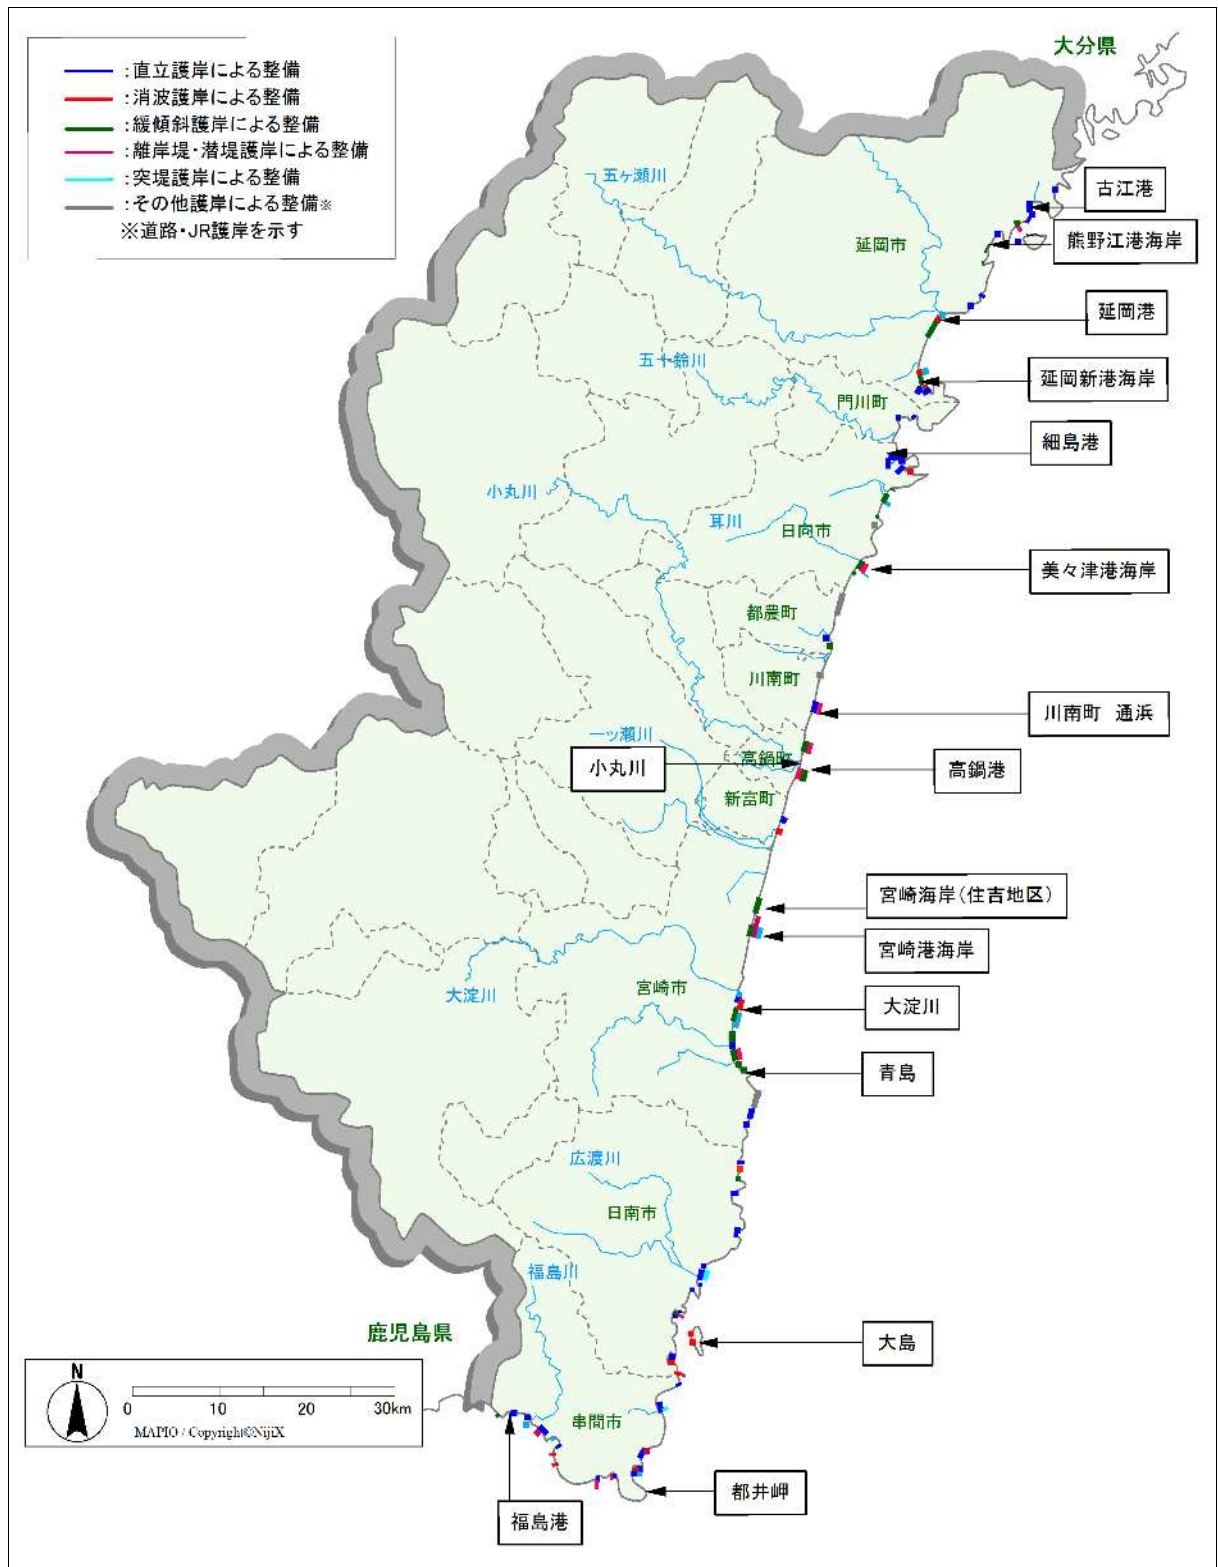 :直立護岸による整備
:消波護岸による整備
:緩傾斜護岸による整備
:離岸堤・潜堤護岸による整備
:突堤護岸による整備
:その他護岸による整備※
※道路・JR護岸を示す
大分県
五ヶ瀬川
古江港
延岡市
熊野江港海岸
延岡港
五十鈴川
延岡新港海岸
門川町
細島港
小丸川
耳川
日向市
美々津港海岸
都農町
川南町
川南町 通浜
一ッ瀬川
高鍋町
小丸川
高鍋港
新富町
宮崎海岸(住吉地区)
宮崎港海岸
大淀川
宮崎市
大淀川
青島
広渡川
日南市
福島川
鹿児島県
大島
N
0 10 20 30km
MAPIO / Copyright©NijiX
串間市
都井岬
福島港